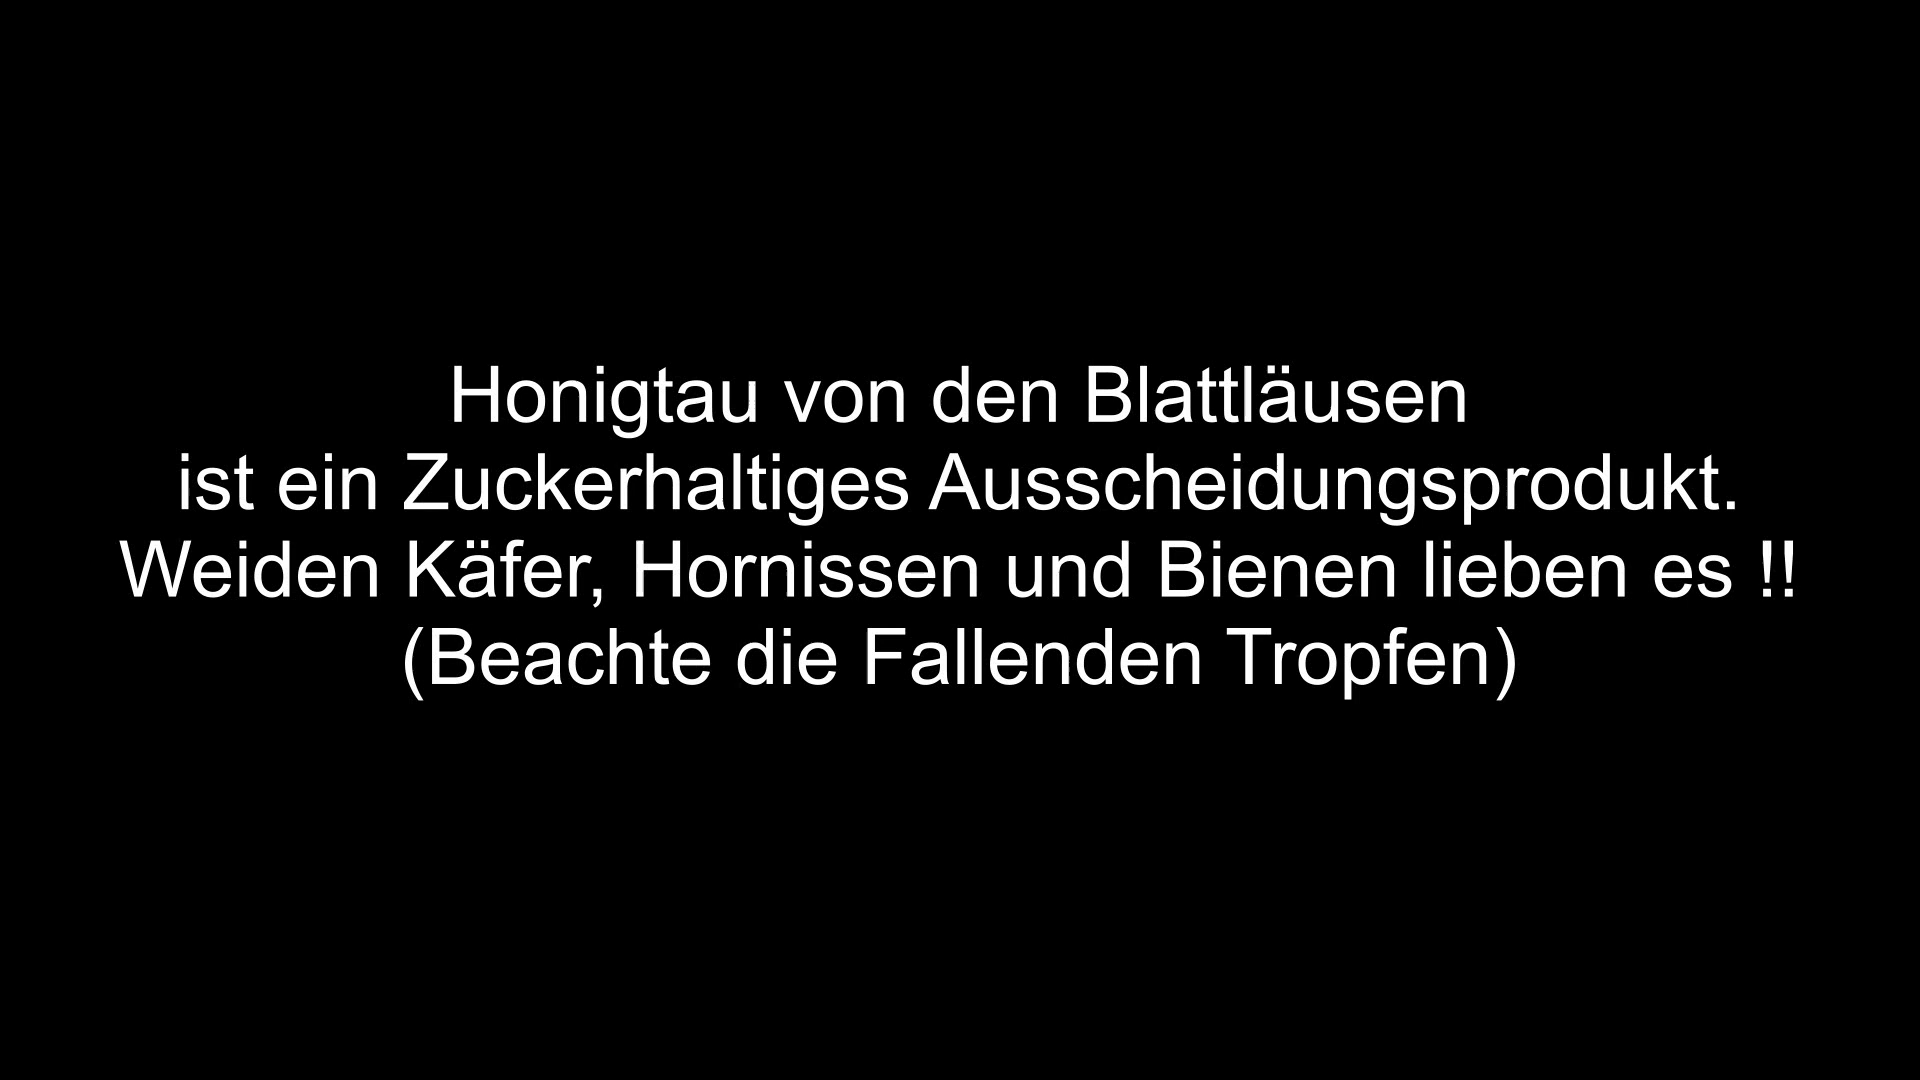 Honigtau von den Blattläusen
ist ein Zuckerhaltiges Ausscheidungsprodukt.
Weiden Käfer, Hornissen und Bienen lieben es !!
(Beachte die Fallenden Tropfen)